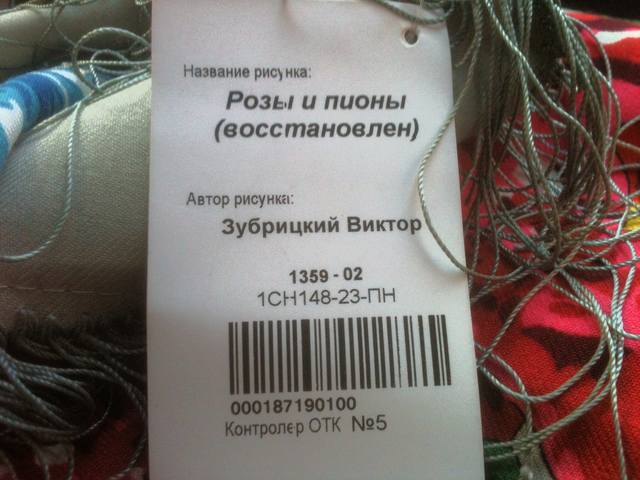 Название рисунка:
Розы и пионы
(восстановлен)
Автор рисунка:
Зубрицкий Виктор
1359 - 02
1СН148-23-ПН
000187190100
Контролер ОТК №5